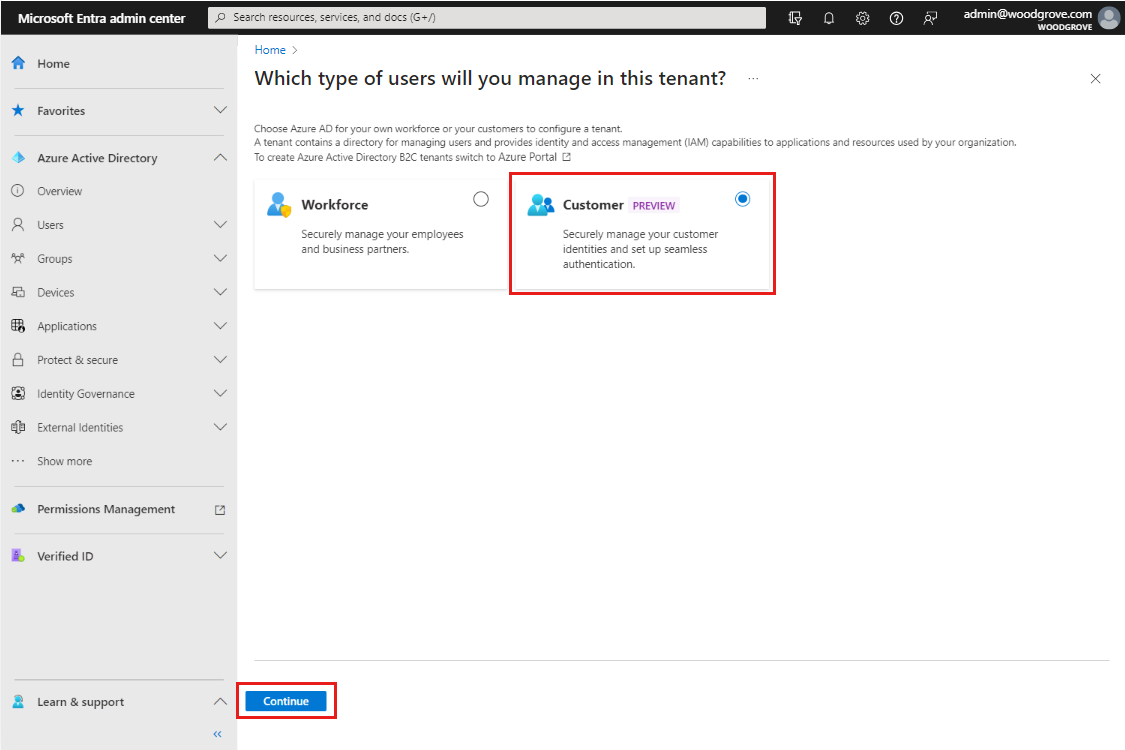 Microsoft Entra admin center
Search resources, services, and docs (G+/)
admin@woodgrove.com
WOODGROVE
Home
Favorites
Azure Active Directory
Overview
Users
Groups
Devices
Applications
Protect & secure
Identity Governance
External Identities
Show more
Permissions Management
Verified ID
Learn & support
Home
Which type of users will you manage in this tenant?
Choose Azure AD for your own workforce or your customers to configure a tenant.
A tenant contains a directory for managing users and provides identity and access management (IAM) capabilities to applications and resources used by your organization.
To create Azure Active Directory B2C tenants switch to Azure Portal
Workforce
Securely manage your employees
and business partners.
Customer PREVIEW
Securely manage your customer
identities and set up seamless
authentication.
Continue